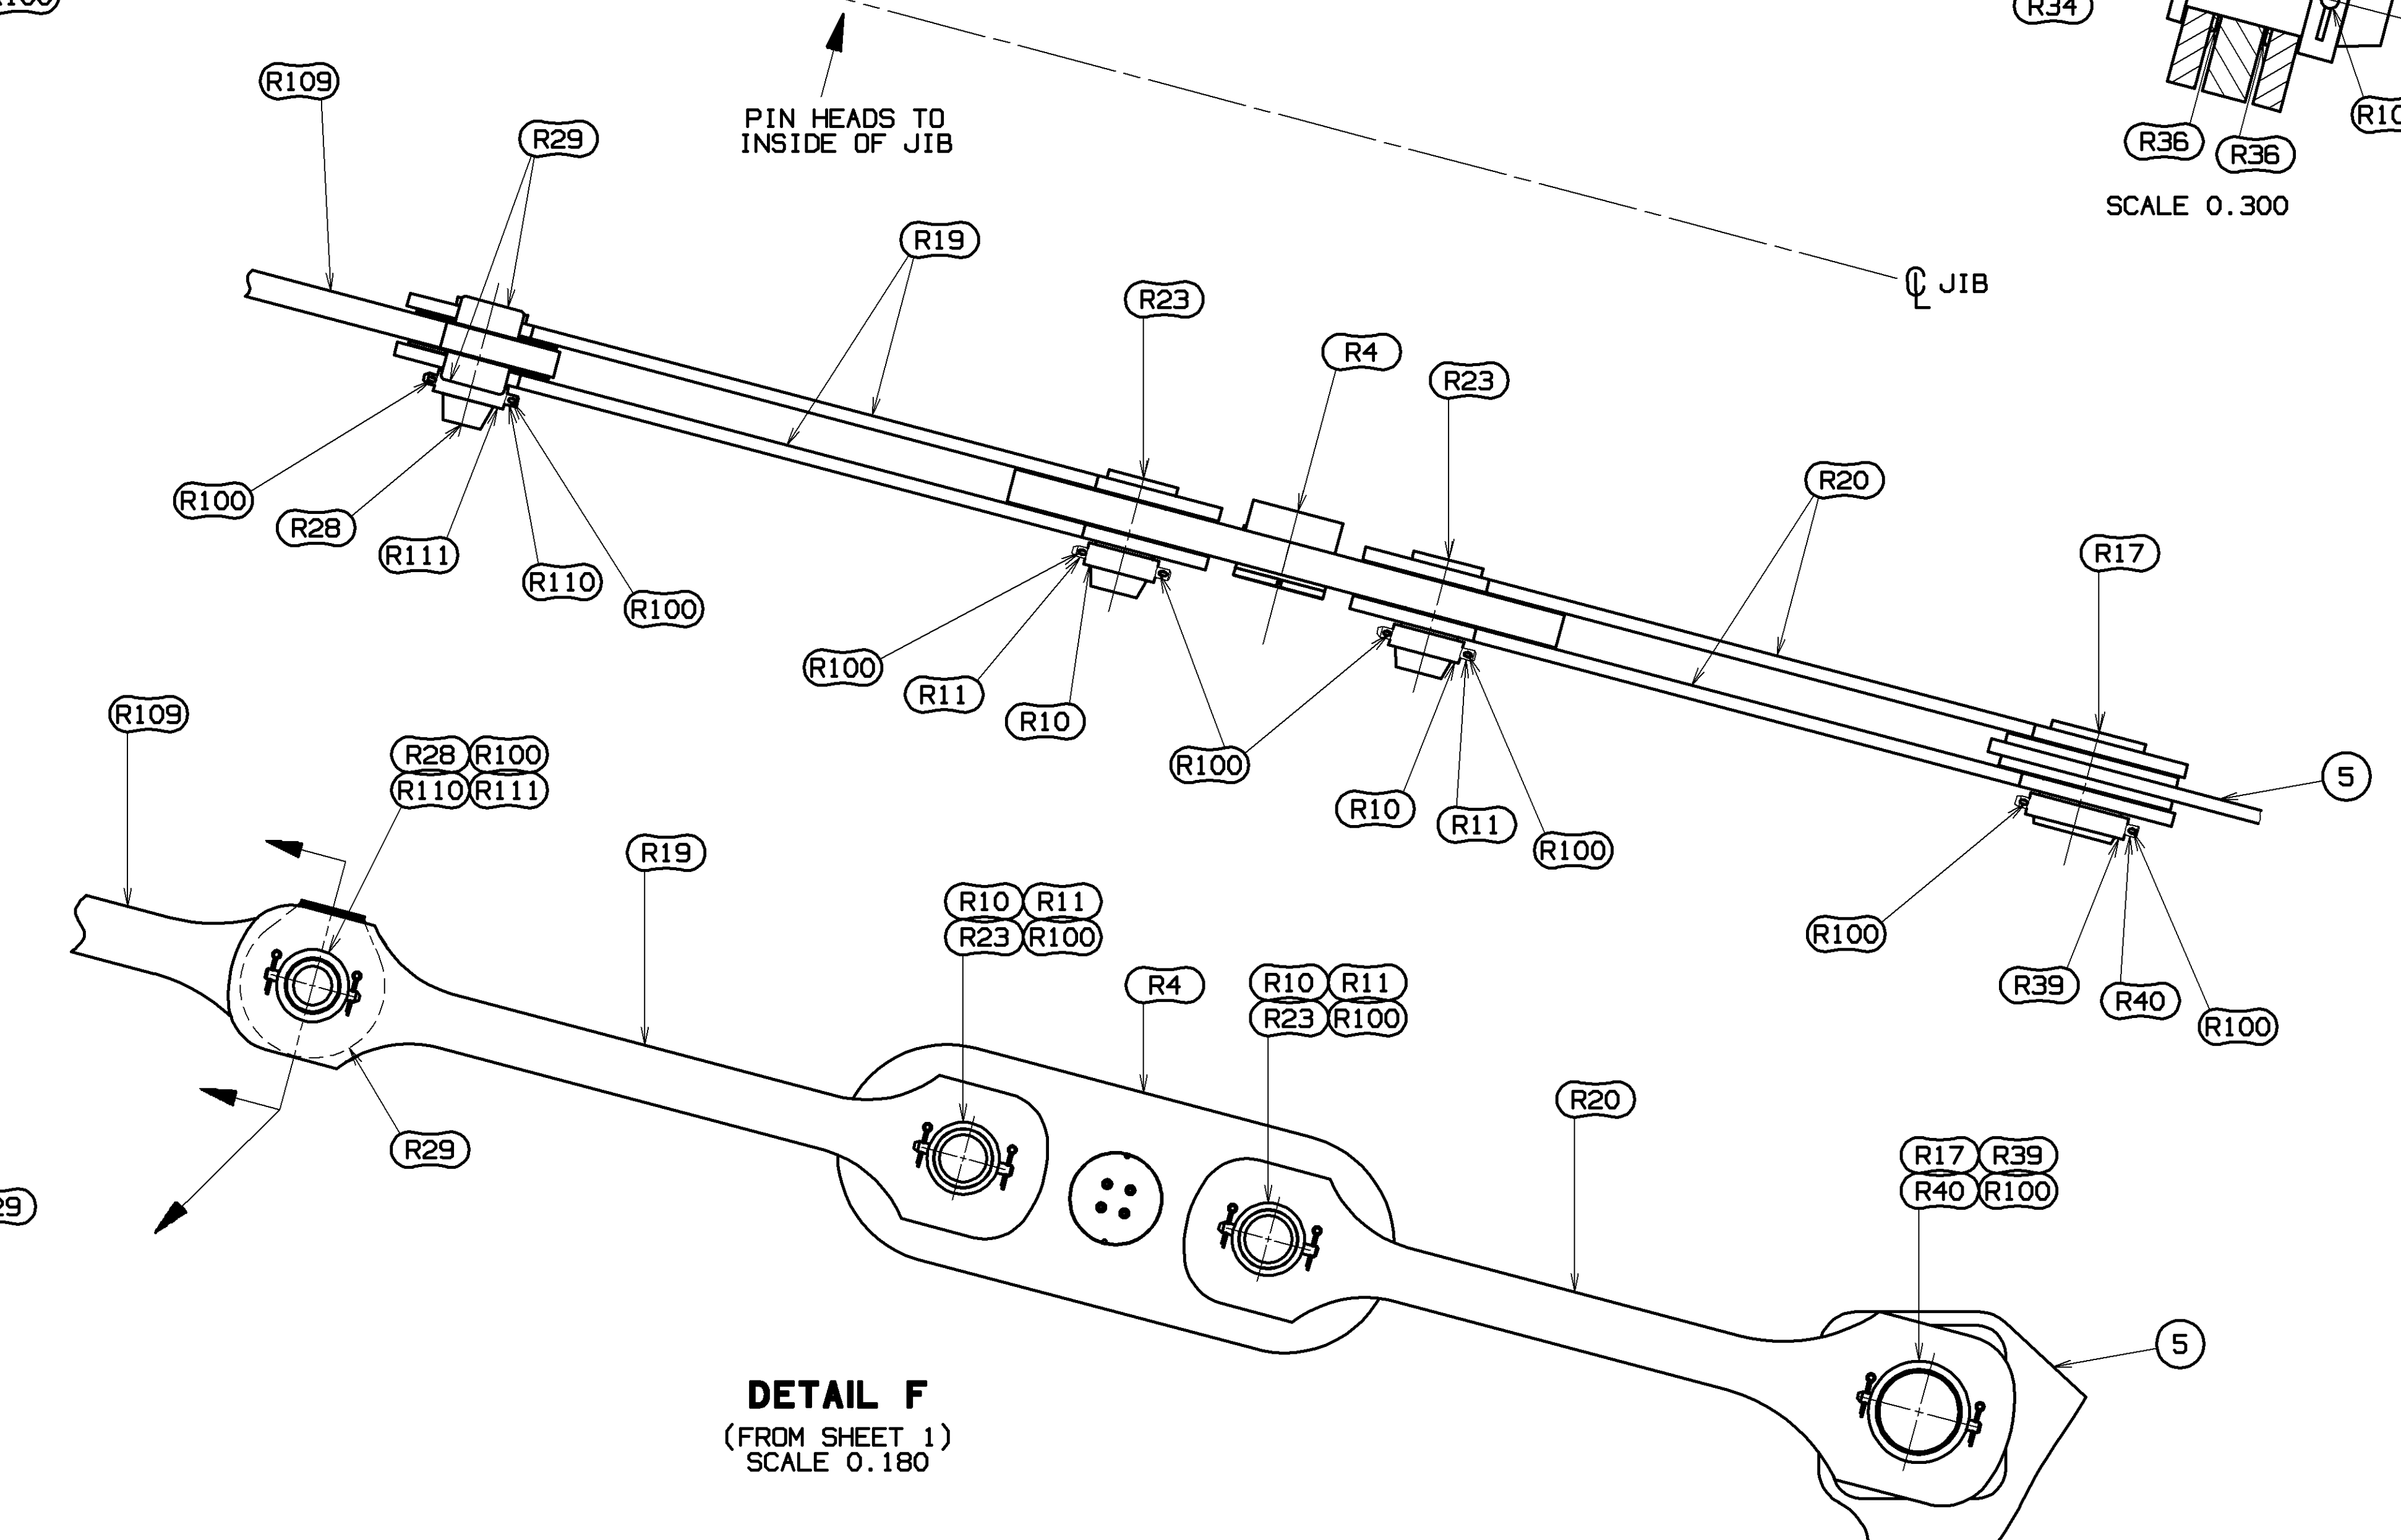 R34
R109
PIN HEADS TO
INSIDE OF JIB
R29
R36
R36
SCALE 0.300
R19
R23
℄ JIB
R4
R23
R20
R100
R28
R111
R110
R100
R17
R100
R11
R10
R100
R10
R11
R100
5
R109
R28 R100
R110 R111
R19
R10 R11
R23 R100
R4
R10 R11
R23 R100
R100
R39
R40
R100
R20
R29
R17 R39
R40 R100
5
DETAIL F
(FROM SHEET 1)
SCALE 0.180